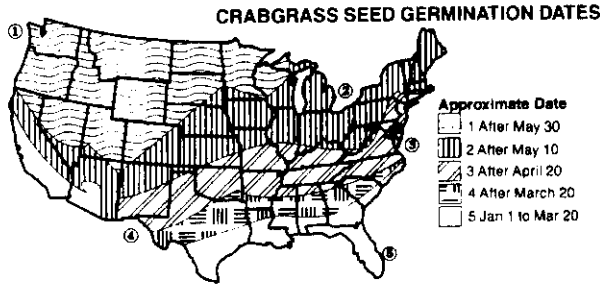 CRABGRASS SEED GERMINATION DATES
①
②
Approximate Date
1 After May 30
2 After May 10
③
3 After April 20
4 After March 20
5 Jan 1 to Mar 20
④
⑤